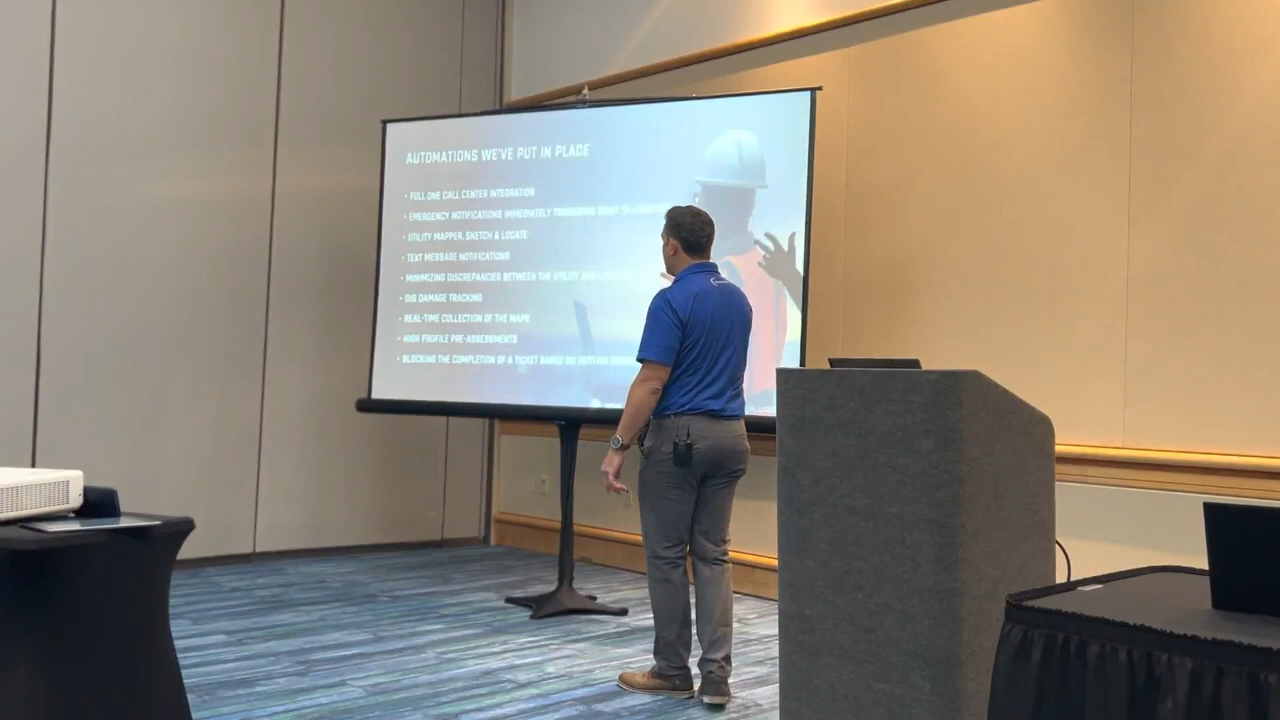 AUTOMATIONS WE'VE PUT IN PLACE
• FULL ONE CALL CENTER INTEGRATION
• EMERGENCY NOTIFICATIONS IMMEDIATELY
• UTILITY MAPPER, SKETCH & LOCATE
• TEXT MESSAGE NOTIFICATIONS
• MINIMIZING DISCREPANCIES BETWEEN THE UTILITY AND
• GIS DAMAGE TRACKING
• REAL-TIME COLLECTION OF THE MAPS
• HIGH PROFILE PRE-ASSESSMENTS
• BLOCKING THE COMPLETION OF A TICKET BASED ON CERTAIN